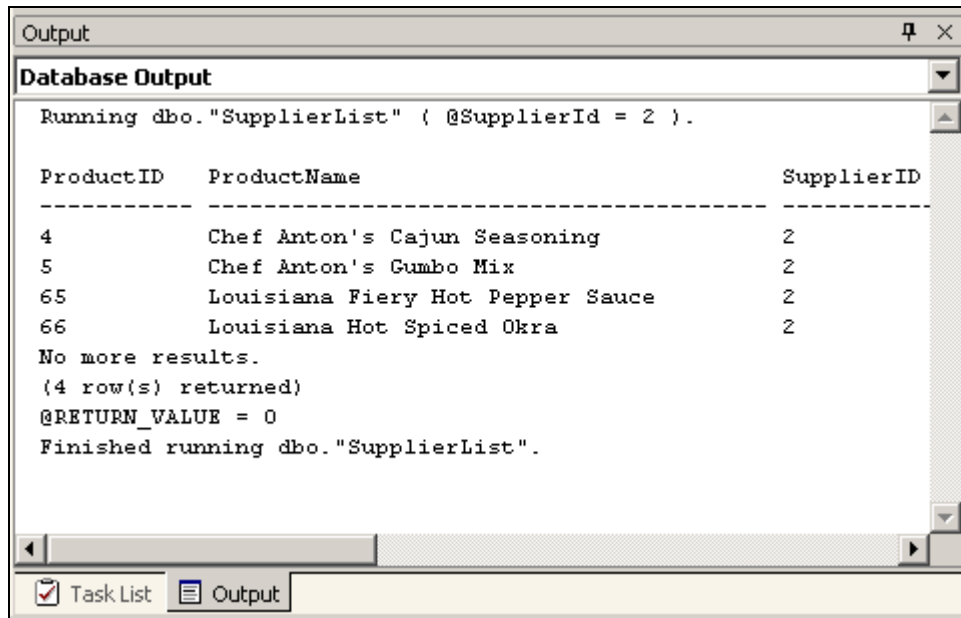 Output
Database Output
Running dbo."SupplierList" ( @SupplierId = 2 ).
ProductID ProductName SupplierID
----------- ---------------------------------------- -----------
4 Chef Anton's Cajun Seasoning 2
5 Chef Anton's Gumbo Mix 2
65 Louisiana Fiery Hot Pepper Sauce 2
66 Louisiana Hot Spiced Okra 2
No more results.
(4 row(s) returned)
@RETURN_VALUE = 0
Finished running dbo."SupplierList".
Task List Output